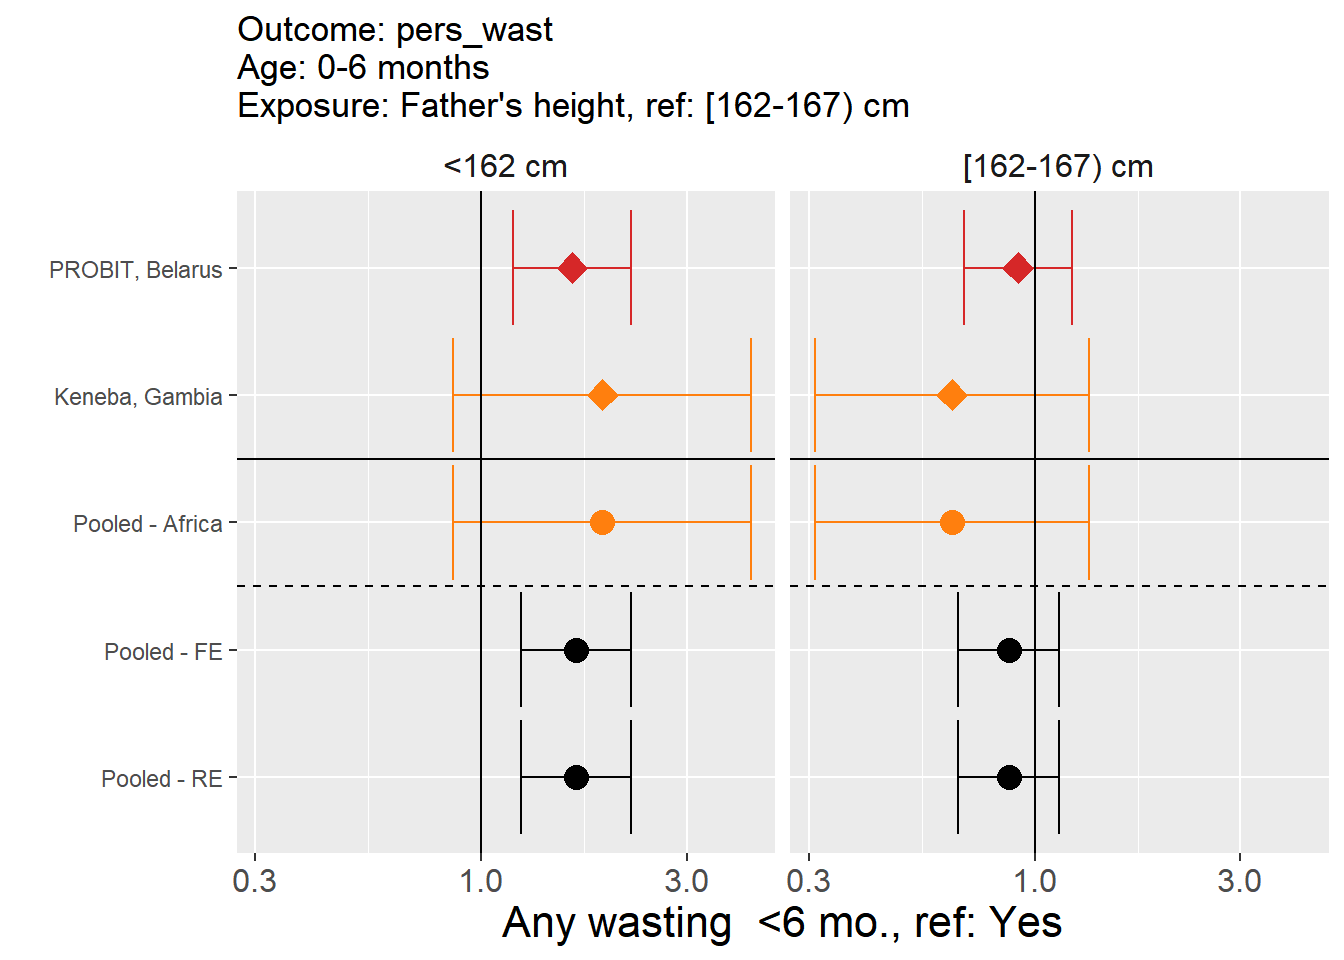 Outcome: pers_wast
Age: 0-6 months
Exposure: Father's height, ref: [162-167) cm
<162 cm
[162-167) cm
PROBIT, Belarus
Keneba, Gambia
Pooled - Africa
Pooled - FE
Pooled - RE
0.3 1.0 3.0 0.3 1.0 3.0
Any wasting  <6 mo., ref: Yes